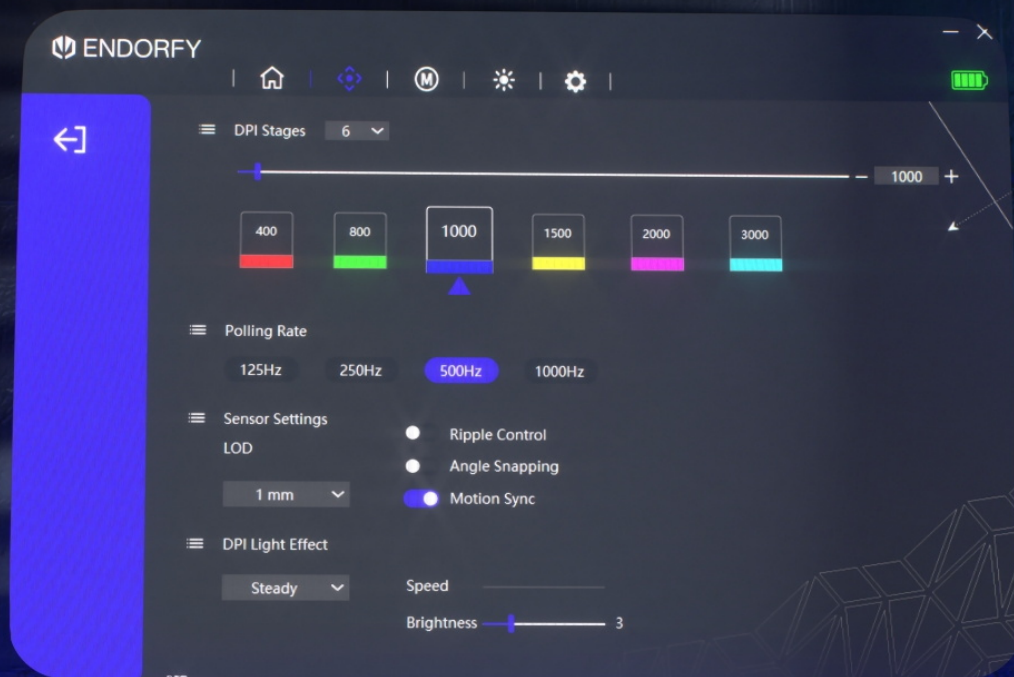 ENDORFY
M
DPI Stages 6
1000
400 800 1000 1500 2000 3000
Polling Rate
125Hz 250Hz 500Hz 1000Hz
Sensor Settings
LOD
Ripple Control
Angle Snapping
1 mm
Motion Sync
DPI Light Effect
Steady
Speed
Brightness 3